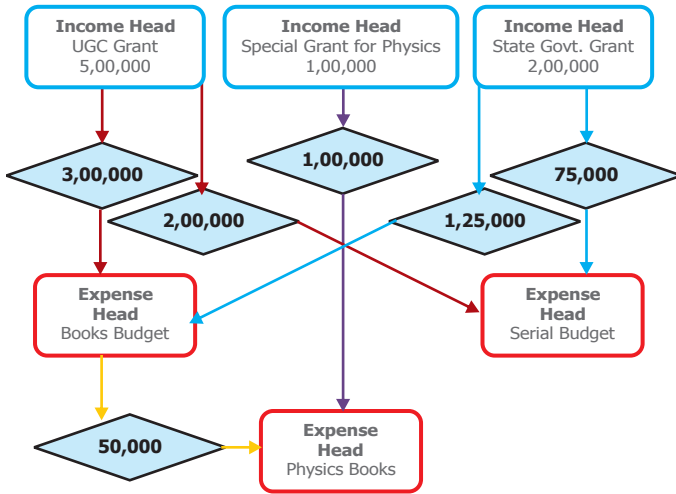 Income Head
UGC Grant
5,00,000
Income Head
Special Grant for Physics
1,00,000
Income Head
State Govt. Grant
2,00,000
3,00,000
1,00,000
75,000
2,00,000
1,25,000
Expense
Head
Books Budget
Expense
Head
Serial Budget
50,000
Expense
Head
Physics Books